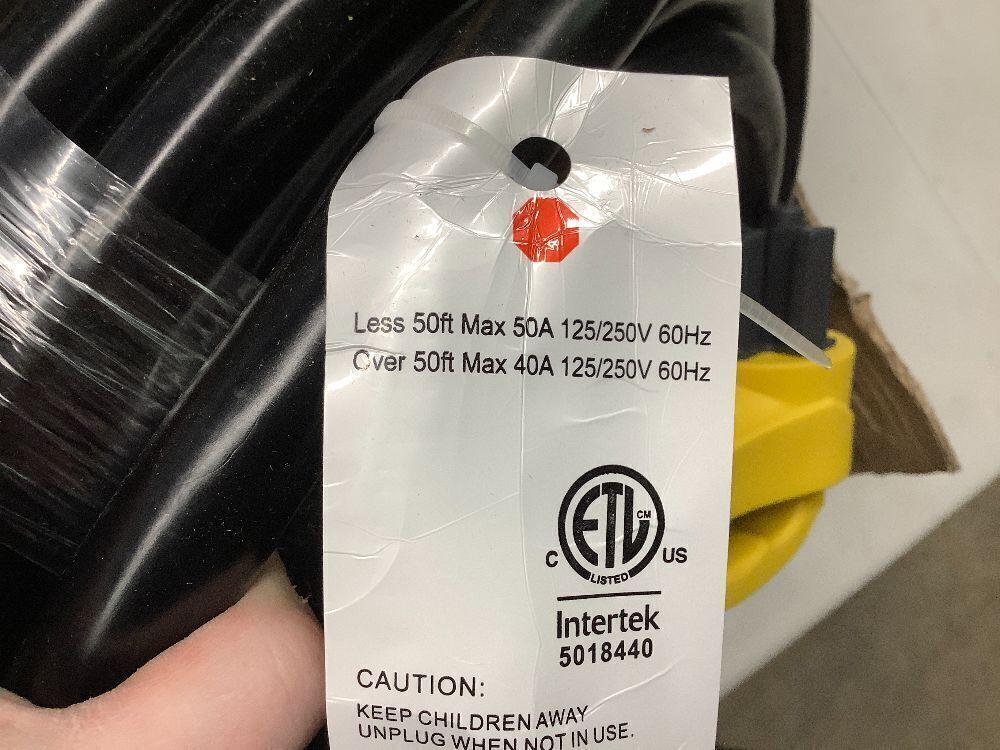 Less 50ft Max 50A 125/250V 60Hz
Over 50ft Max 40A 125/250V 60Hz
ETL CM
C LISTED US
Intertek
5018440
CAUTION:
KEEP CHILDREN AWAY
UNPLUG WHEN NOT IN USE.